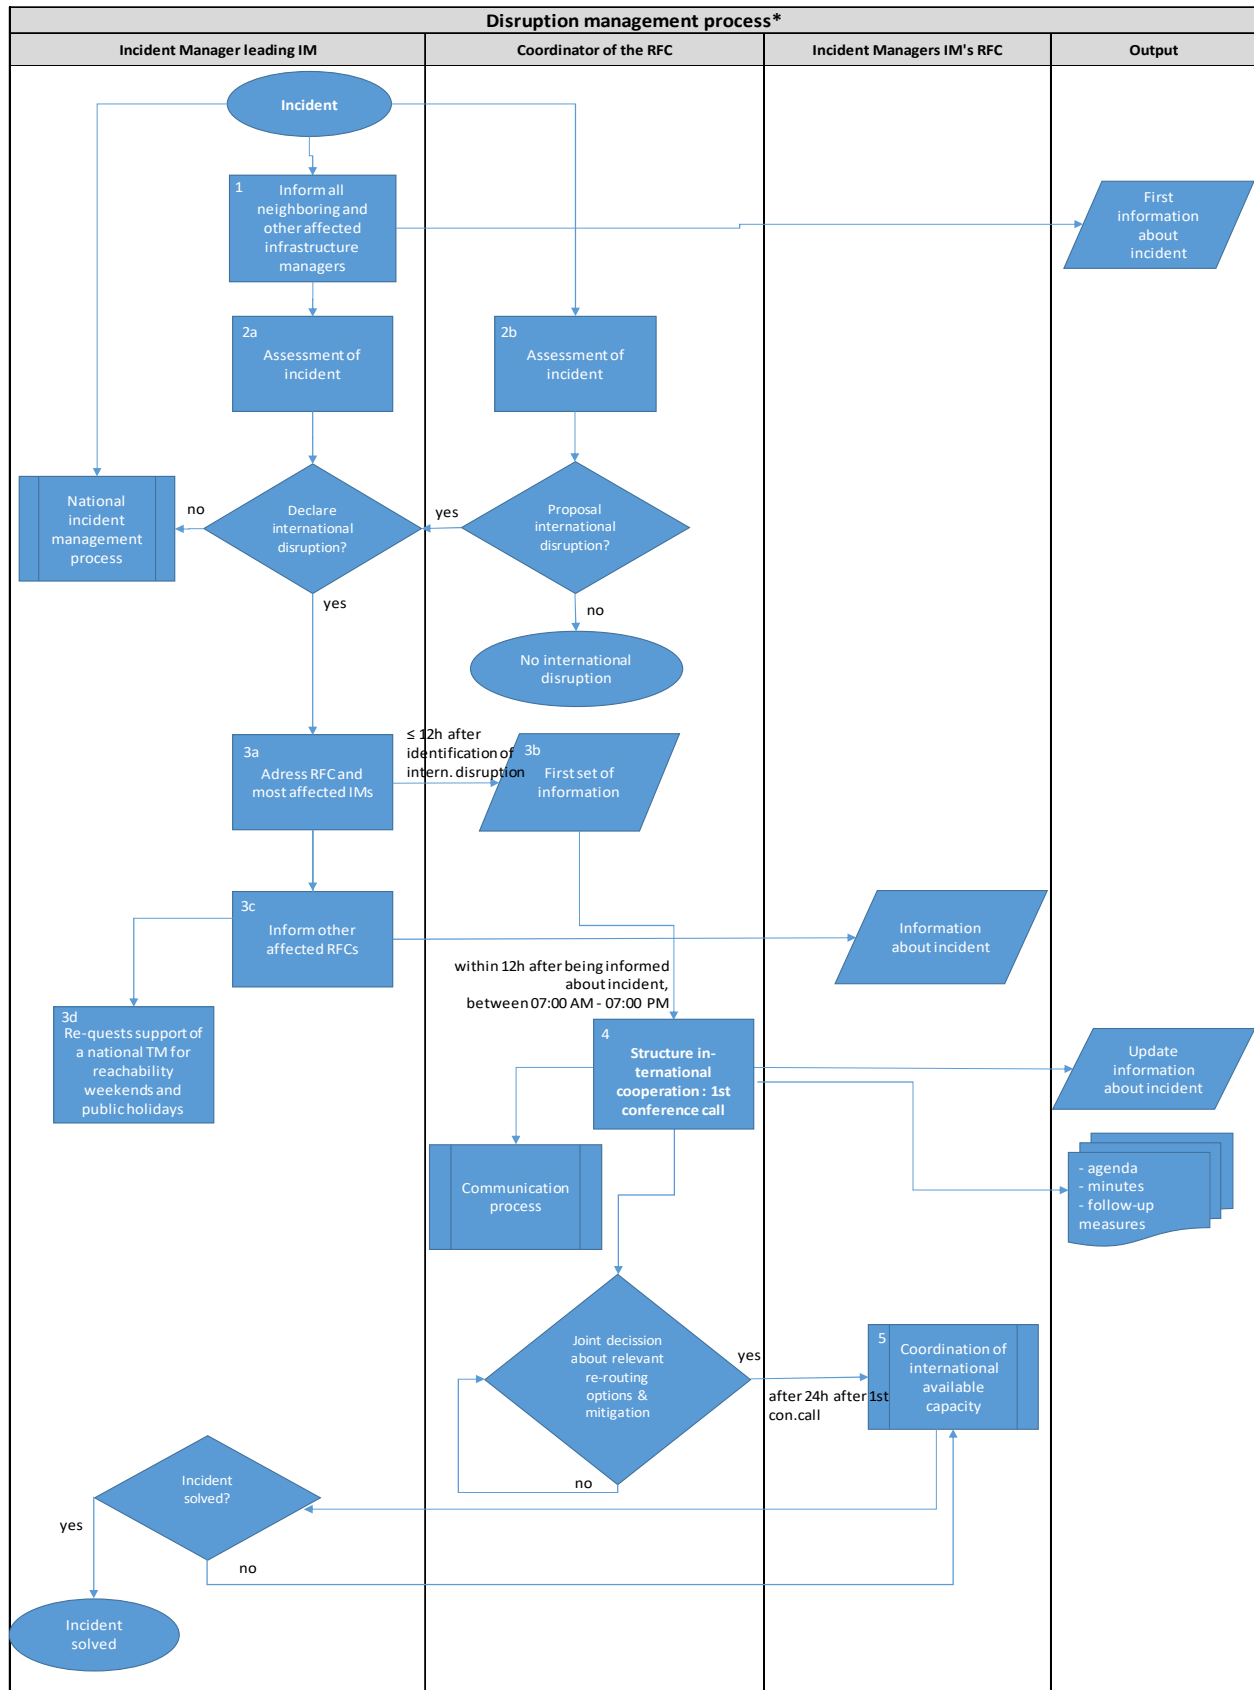 Disruption management process*
Incident Manager leading IM
Coordinator of the RFC
Incident Managers IM's RFC
Output
Incident
1
Inform all
neighboring and
other affected
infrastructure
managers
First
information
about
incident
2a
Assessment of
incident
2b
Assessment of
incident
National
incident
management
process
no
Declare
international
disruption?
yes
Proposal
international
disruption?
yes
no
No international
disruption
3a
Adress RFC and
most affected IMs
≤ 12h after
identification of
intern. disruption
3b
First set of
information
3c
Inform other
affected RFCs
Information
about incident
within 12h after being informed
about incident,
between 07:00 AM - 07:00 PM
3d
Re-quests support of
a national TM for
reachability
weekends and
public holidays
4
Structure in-
ternational
cooperation : 1st
conference call
Update
information
about incident
Communication
process
- agenda
- minutes
- follow-up
measures
Joint decission
about relevant
re-routing
options &
mitigation
yes
after 24h after 1st
con.call
5
Coordination of
international
available
capacity
no
Incident
solved?
yes
no
Incident
solved